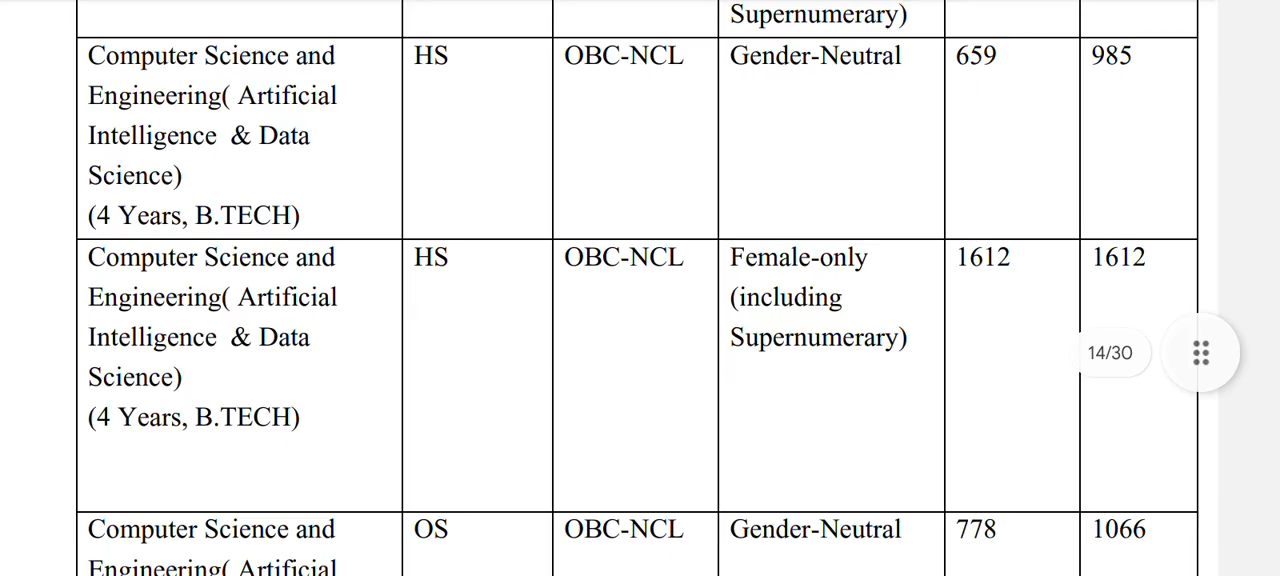 Supernumerary)
Computer Science and
Engineering( Artificial
Intelligence  & Data
Science)
(4 Years, B.TECH)
HS
OBC-NCL
Gender-Neutral
659
985
Computer Science and
Engineering( Artificial
Intelligence  & Data
Science)
(4 Years, B.TECH)
HS
OBC-NCL
Female-only
(including
Supernumerary)
1612
1612
14/30
Computer Science and
Engineering( Artificial
OS
OBC-NCL
Gender-Neutral
778
1066